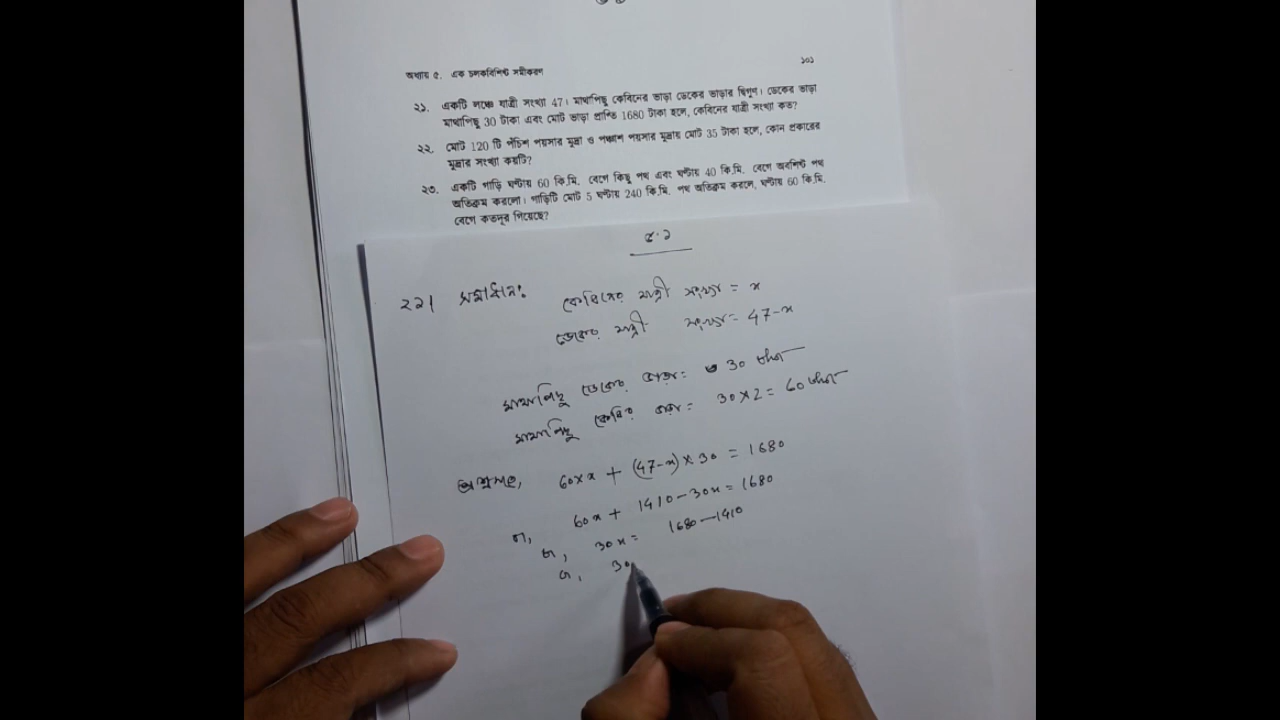 অধ্যায় ৫. এক চলকবিশিষ্ট সমীকরণ ১০১
২১. একটি লঞ্চে যাত্রী সংখ্যা 47। মাথাপিছু কেবিনের ভাড়া ডেকের ভাড়ার দ্বিগুণ। ডেকের ভাড়া
মাথাপিছু 30 টাকা এবং মোট ভাড়া প্রাপ্তি 1680 টাকা হলে, কেবিনের যাত্রী সংখ্যা কত?
২২. মোট 120 টি পঁচিশ পয়সার মুদ্রা ও পঞ্চাশ পয়সার মুদ্রায় মোট 35 টাকা হলে, কোন প্রকারের
মুদ্রার সংখ্যা কয়টি?
২৩. একটি গাড়ি ঘণ্টায় 60 কি.মি. বেগে কিছু পথ এবং ঘণ্টায় 40 কি.মি. বেগে অবশিষ্ট পথ
অতিক্রম করলো। গাড়িটি মোট 5 ঘণ্টায় 240 কি.মি. পথ অতিক্রম করলে, ঘণ্টায় 60 কি.মি.
বেগে কতদূর গিয়েছে?
৫.১
২১। সমাধান: কেবিনের যাত্রী সংখ্যা = x
ডেকের যাত্রী সংখ্যা = 47-x
মাথাপিছু ডেকের ভাড়া = 30 টাকা
মাথাপিছু কেবিন ভাড়া = 30×2 = 60 টাকা
প্রশ্নমতে, 60×x + (47-x)×30 = 1680
বা, 60x + 1410-30x = 1680
বা, 30x = 1680-1410
বা, 30